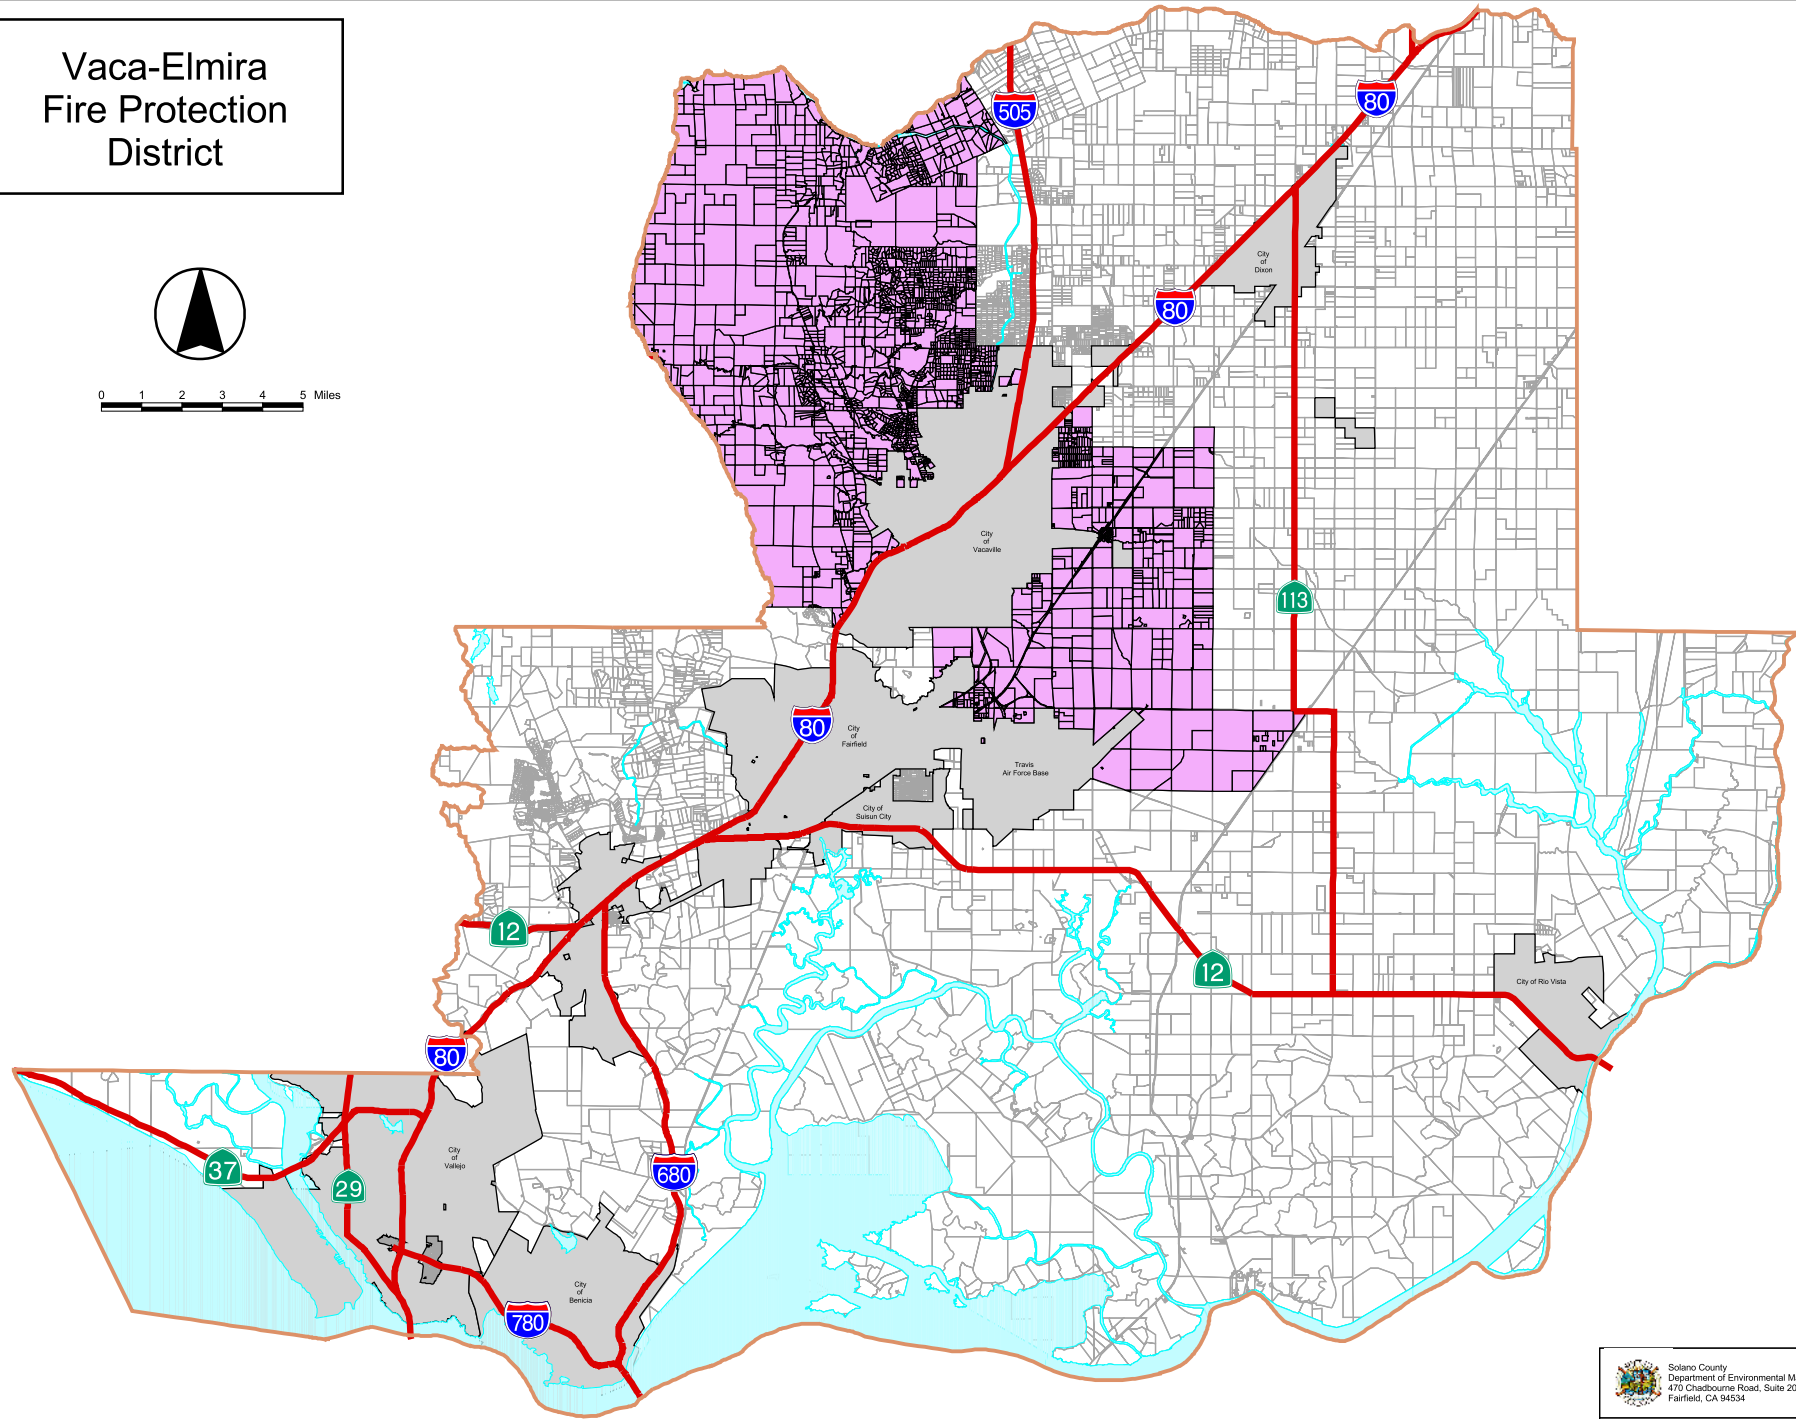 Vaca-Elmira
Fire Protection
District
0 1 2 3 4 5 Miles
505
80
80
City
of
Dixon
City
of
Vacaville
113
80
City
of
Fairfield
Travis
Air Force Base
City of
Suisun City
12
12
City of Rio Vista
80
City
of
Vallejo
37
29
680
City
of
Benicia
780
Solano County
Department of Environmental
470 Chadbourne Road, Suite
Fairfield, CA 94534